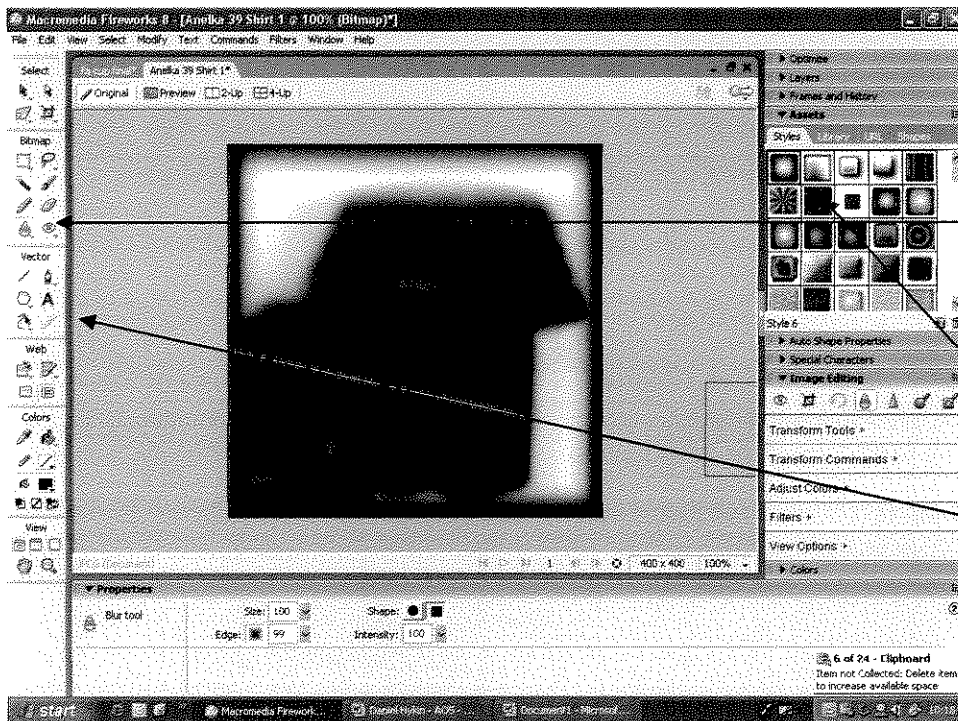 Macromedia Fireworks 8 - [Anelka 39 Shirt 1 @ 100% (Bitmap)*]
File Edit View Select Modify Text Commands Filters Window Help
Select
Bitmap
Vector
Web
Colors
View
Anelka 39 Shirt 1*
Original Preview 2-Up 4-Up
1 400 x 400 100%
Optimize
Layers
Frames and History
Assets
Styles
Style 6
Auto Shape Properties
Special Characters
Image Editing
Transform Tools
Transform Commands
Adjust Colors
Filters
View Options
Colors
Properties
Blur tool
Size: 100
Shape:
Edge: 99
Intensity: 100
6 of 24 - Clipboard
Item not Collected: Delete item
to increase available space
start
Macromedia Firework...